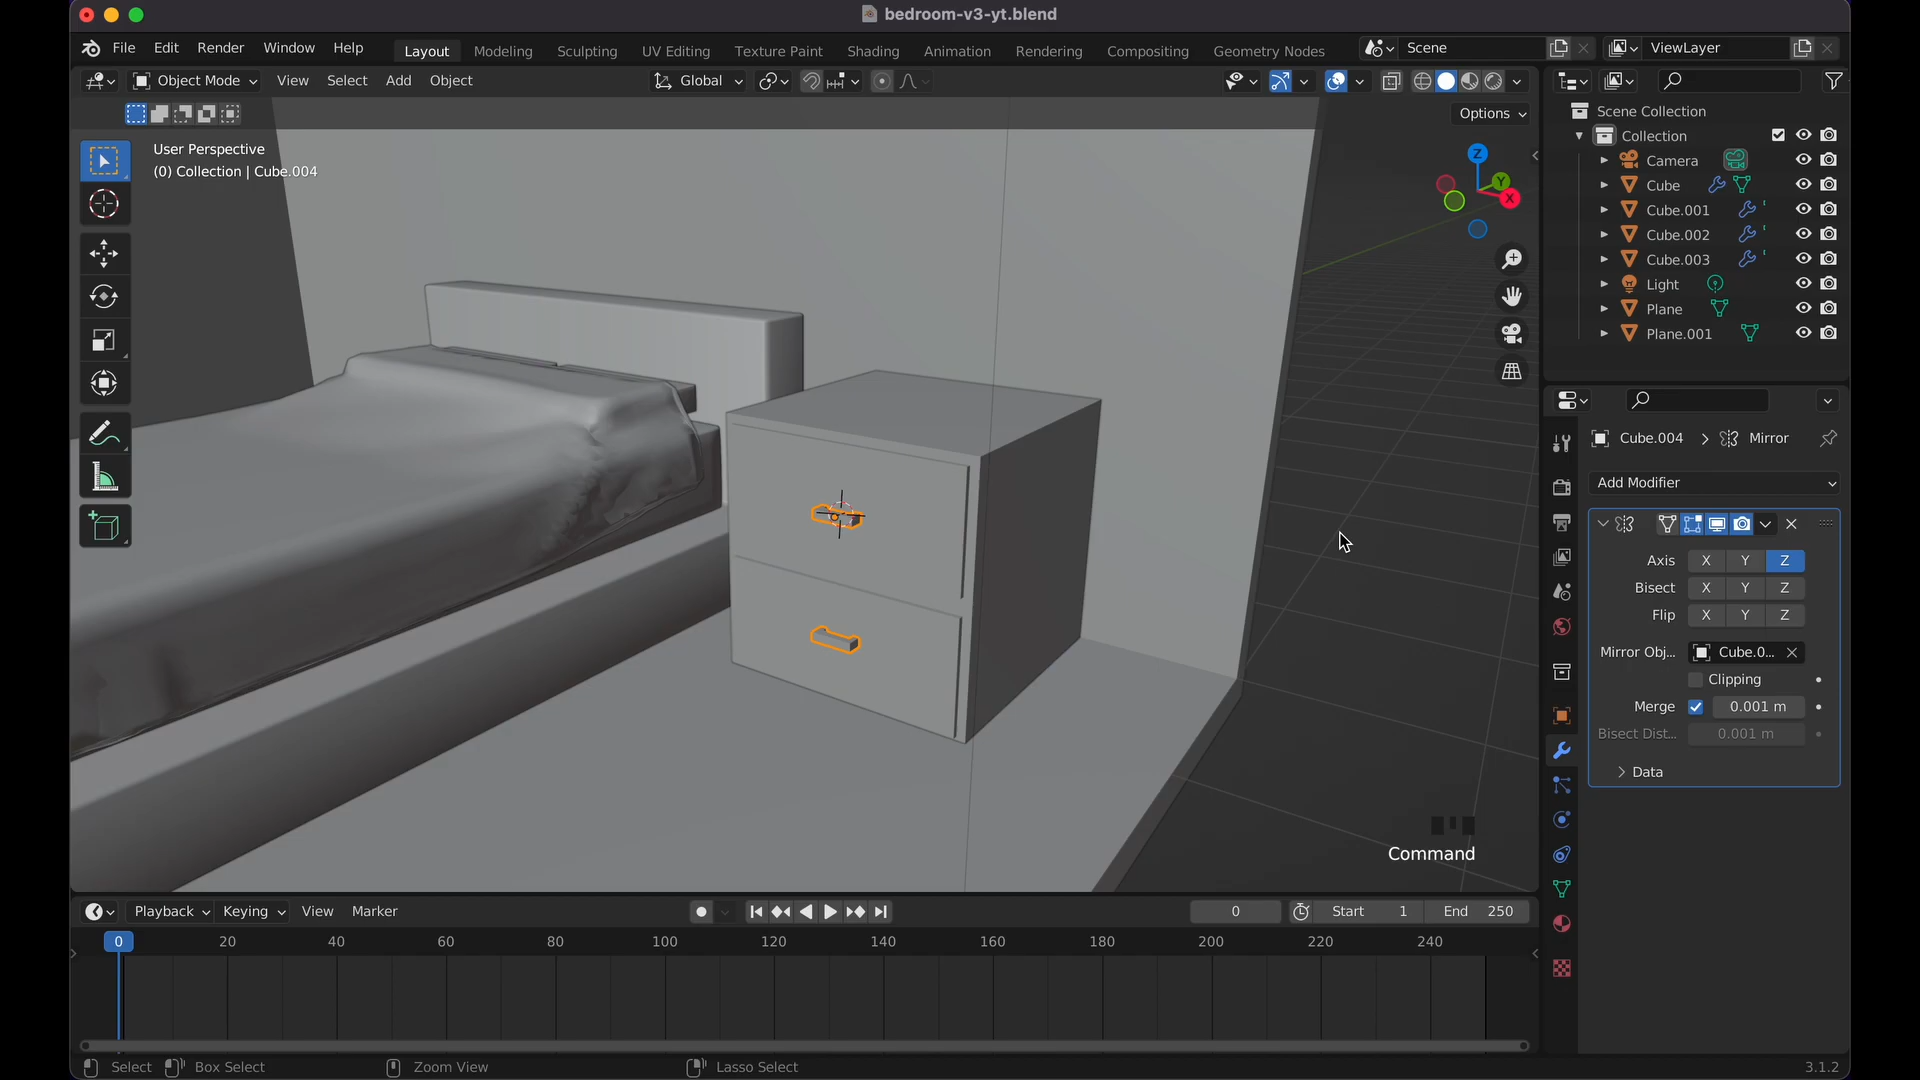 bedroom-v3-yt.blend
File Edit Render Window Help Layout Modeling Sculpting UV Editing Texture Paint Shading Animation Rendering Compositing Geometry Nodes Scene ViewLayer
Object Mode View Select Add Object Global
Options
User Perspective
(0) Collection | Cube.004
Z
Y
X
Scene Collection
Collection
Camera
Cube
Cube.001
Cube.002
Cube.003
Light
Plane
Plane.001
Cube.004 Mirror
Add Modifier
Axis X Y Z
Bisect X Y Z
Flip X Y Z
Mirror Obj... Cube.0...
Clipping
Merge 0.001 m
Bisect Dist... 0.001 m
Data
Command
Playback Keying View Marker 0 Start 1 End 250
0 20 40 60 80 100 120 140 160 180 200 220 240
Select Box Select Zoom View Lasso Select 3.1.2